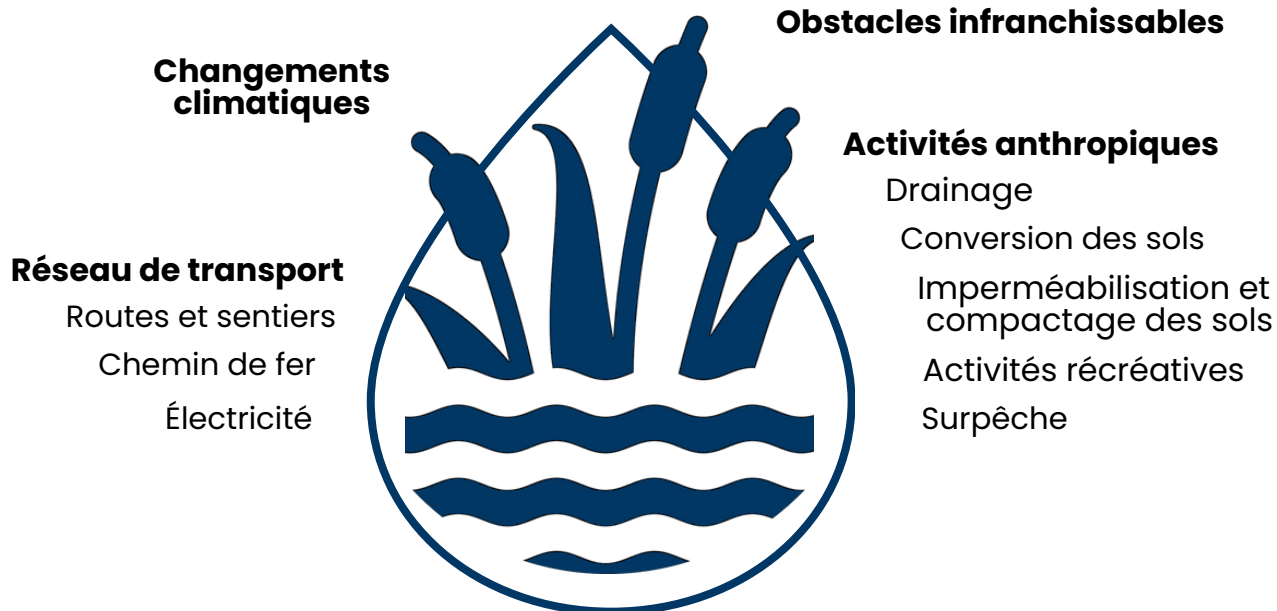 Changements
climatiques
Réseau de transport
Routes et sentiers
Chemin de fer
Électricité
Obstacles infranchissables
Activités anthropiques
Drainage
Conversion des sols
Imperméabilisation et
compactage des sols
Activités récréatives
Surpêche